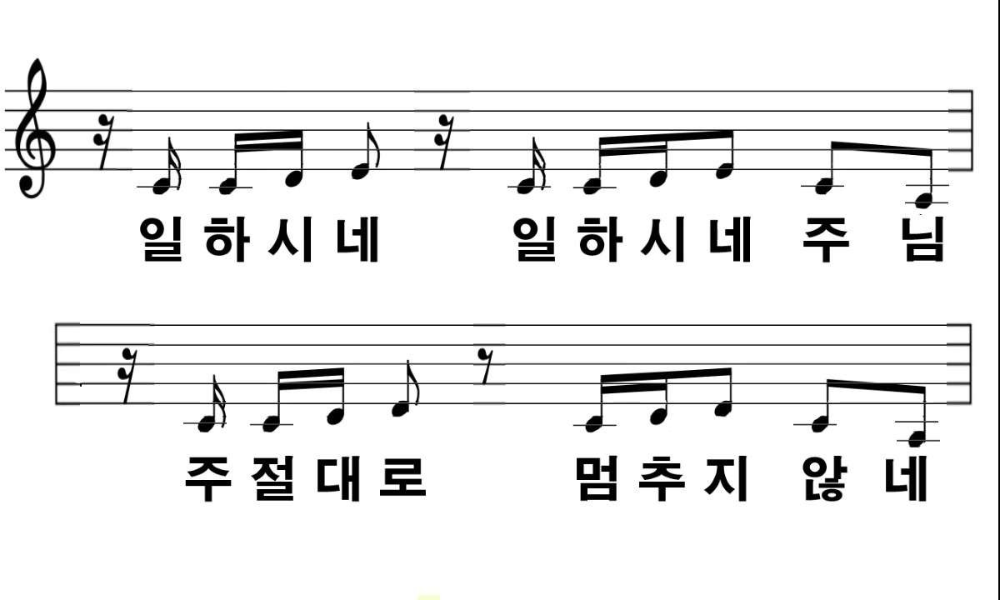 일 하 시 네 일 하 시 네 주 님
주 절 대 로 멈 추 지 않 네